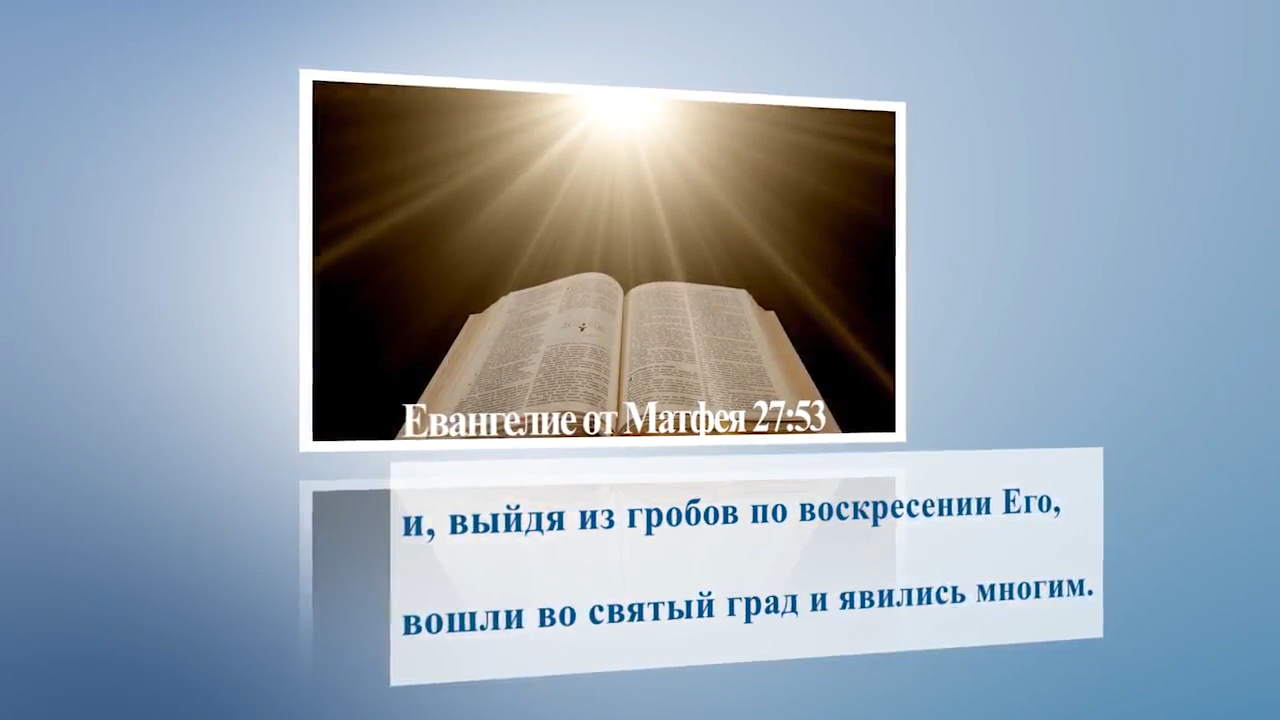 Евангелие от Матфея 27:53
и, выйдя из гробов по воскресении Его,
вошли во святый град и явились многим.